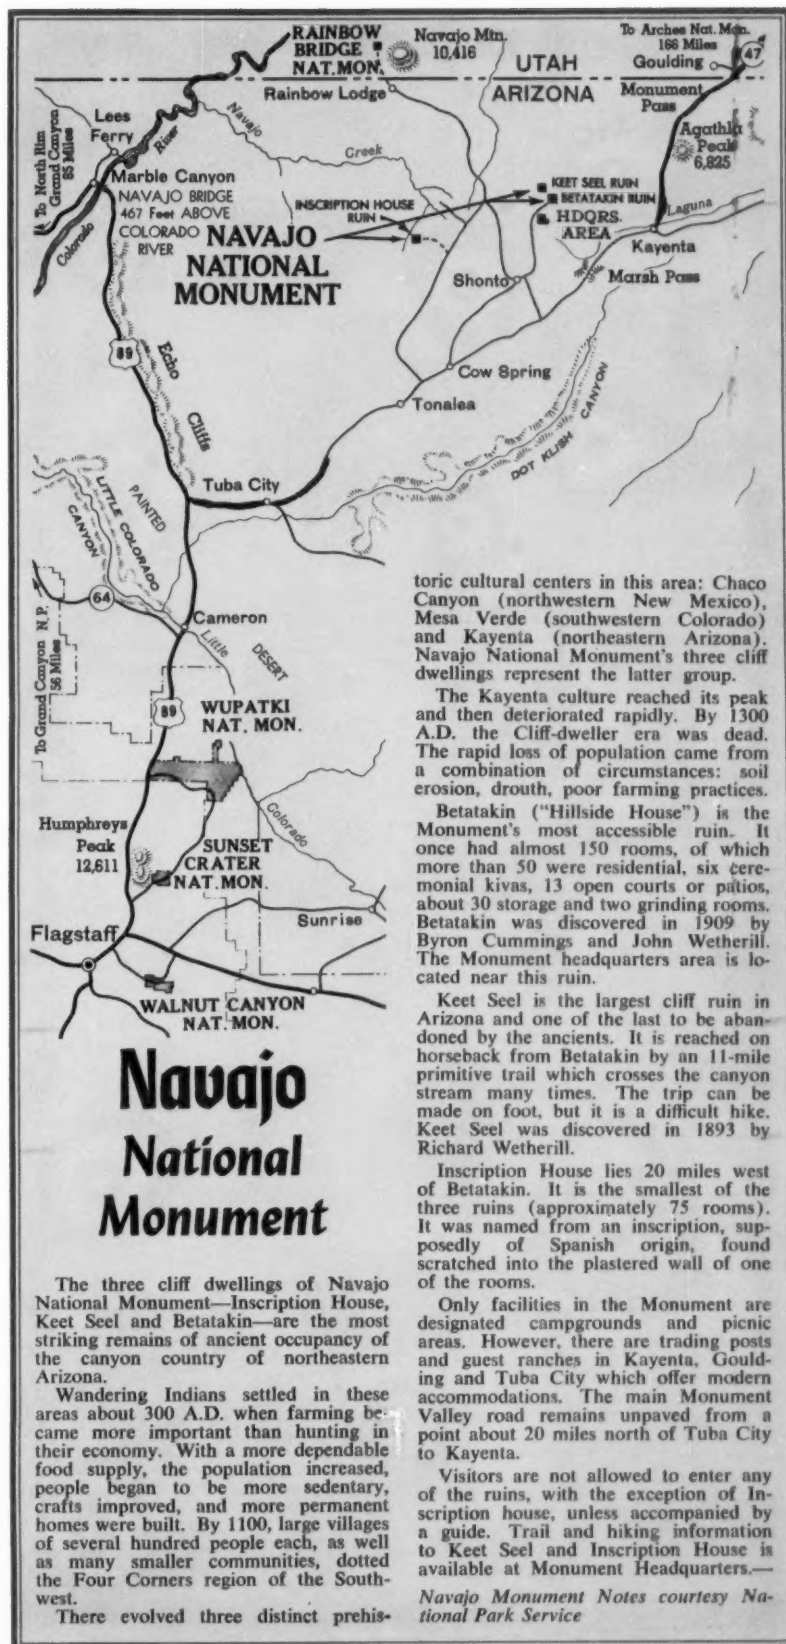 RAINBOW
BRIDGE
NAT. MON.
Navajo Mtn.
10,416
To Arches Nat. Mon.
166 Miles
Goulding
47
UTAH
ARIZONA
Rainbow Lodge
Monument
Pass
Lees
Ferry
River
Navajo
Creek
Agathla
Peak
6,825
To North Rim
Grand Canyon
85 Miles
Marble Canyon
NAVAJO BRIDGE
467 Feet ABOVE
COLORADO
RIVER
Colorado
INSCRIPTION HOUSE
RUIN
KEET SEEL RUIN
BETATAKIN RUIN
HDQRS.
AREA
Laguna
Kayenta
NAVAJO
NATIONAL
MONUMENT
Shonto
Marsh Pass
89
Echo
Cliffs
Cow Spring
Tonalea
DOT KLISH CANYON
Tuba City
PAINTED
LITTLE COLORADO
CANYON
64
Cameron
Little
DESERT
To Grand Canyon N.P.
56 Miles
89
WUPATKI
NAT. MON.
Colorado
Humphreys
Peak
12,611
SUNSET
CRATER
NAT. MON.
Sunrise
Flagstaff
WALNUT CANYON
NAT. MON.
Navajo
National
Monument
The three cliff dwellings of Navajo
National Monument—Inscription House,
Keet Seel and Betatakin—are the most
striking remains of ancient occupancy of
the canyon country of northeastern
Arizona.
Wandering Indians settled in these
areas about 300 A.D. when farming be-
came more important than hunting in
their economy. With a more dependable
food supply, the population increased,
people began to be more sedentary,
crafts improved, and more permanent
homes were built. By 1100, large villages
of several hundred people each, as well
as many smaller communities, dotted
the Four Corners region of the South-
west.
There evolved three distinct prehis-
toric cultural centers in this area: Chaco
Canyon (northwestern New Mexico),
Mesa Verde (southwestern Colorado)
and Kayenta (northeastern Arizona).
Navajo National Monument's three cliff
dwellings represent the latter group.
The Kayenta culture reached its peak
and then deteriorated rapidly. By 1300
A.D. the Cliff-dweller era was dead.
The rapid loss of population came from
a combination of circumstances: soil
erosion, drouth, poor farming practices.
Betatakin ("Hillside House") is the
Monument's most accessible ruin. It
once had almost 150 rooms, of which
more than 50 were residential, six cere-
monial kivas, 13 open courts or patios,
about 30 storage and two grinding rooms.
Betatakin was discovered in 1909 by
Byron Cummings and John Wetherill.
The Monument headquarters area is lo-
cated near this ruin.
Keet Seel is the largest cliff ruin in
Arizona and one of the last to be aban-
doned by the ancients. It is reached on
horseback from Betatakin by an 11-mile
primitive trail which crosses the canyon
stream many times. The trip can be
made on foot, but it is a difficult hike.
Keet Seel was discovered in 1893 by
Richard Wetherill.
Inscription House lies 20 miles west
of Betatakin. It is the smallest of the
three ruins (approximately 75 rooms).
It was named from an inscription, sup-
posedly of Spanish origin, found
scratched into the plastered wall of one
of the rooms.
Only facilities in the Monument are
designated campgrounds and picnic
areas. However, there are trading posts
and guest ranches in Kayenta, Gould-
ing and Tuba City which offer modern
accommodations. The main Monument
Valley road remains unpaved from a
point about 20 miles north of Tuba City
to Kayenta.
Visitors are not allowed to enter any
of the ruins, with the exception of In-
scription house, unless accompanied by
a guide. Trail and hiking information
to Keet Seel and Inscription House is
available at Monument Headquarters.—
Navajo Monument Notes courtesy Na-
tional Park Service